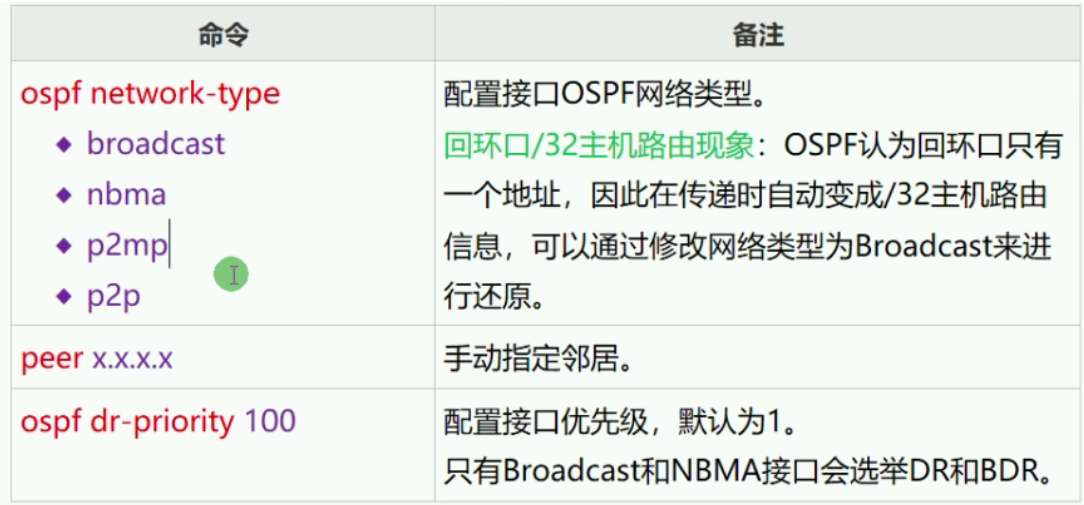 命令
备注
ospf network-type
◆ broadcast
◆ nbma
◆ p2mp
◆ p2p
配置接口OSPF网络类型。
回环口/32主机路由现象：OSPF认为回环口只有
一个地址，因此在传递时自动变成/32主机路由
信息，可以通过修改网络类型为Broadcast来进
行还原。
peer x.x.x.x
手动指定邻居。
ospf dr-priority 100
配置接口优先级，默认为1。
只有Broadcast和NBMA接口会选举DR和BDR。